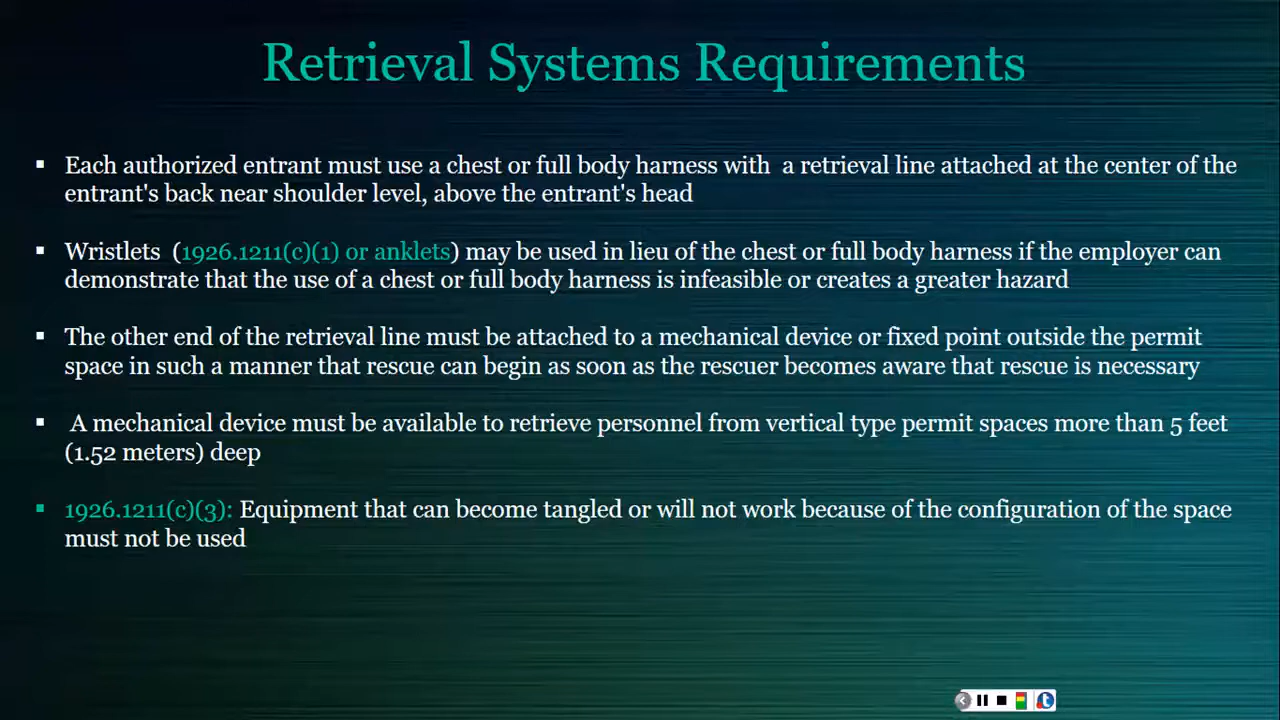 Retrieval Systems Requirements
▪ Each authorized entrant must use a chest or full body harness with  a retrieval line attached at the center of the
entrant's back near shoulder level, above the entrant's head
▪ Wristlets  (1926.1211(c)(1) or anklets) may be used in lieu of the chest or full body harness if the employer can
demonstrate that the use of a chest or full body harness is infeasible or creates a greater hazard
▪ The other end of the retrieval line must be attached to a mechanical device or fixed point outside the permit
space in such a manner that rescue can begin as soon as the rescuer becomes aware that rescue is necessary
▪ A mechanical device must be available to retrieve personnel from vertical type permit spaces more than 5 feet
(1.52 meters) deep
▪ 1926.1211(c)(3): Equipment that can become tangled or will not work because of the configuration of the space
must not be used
t